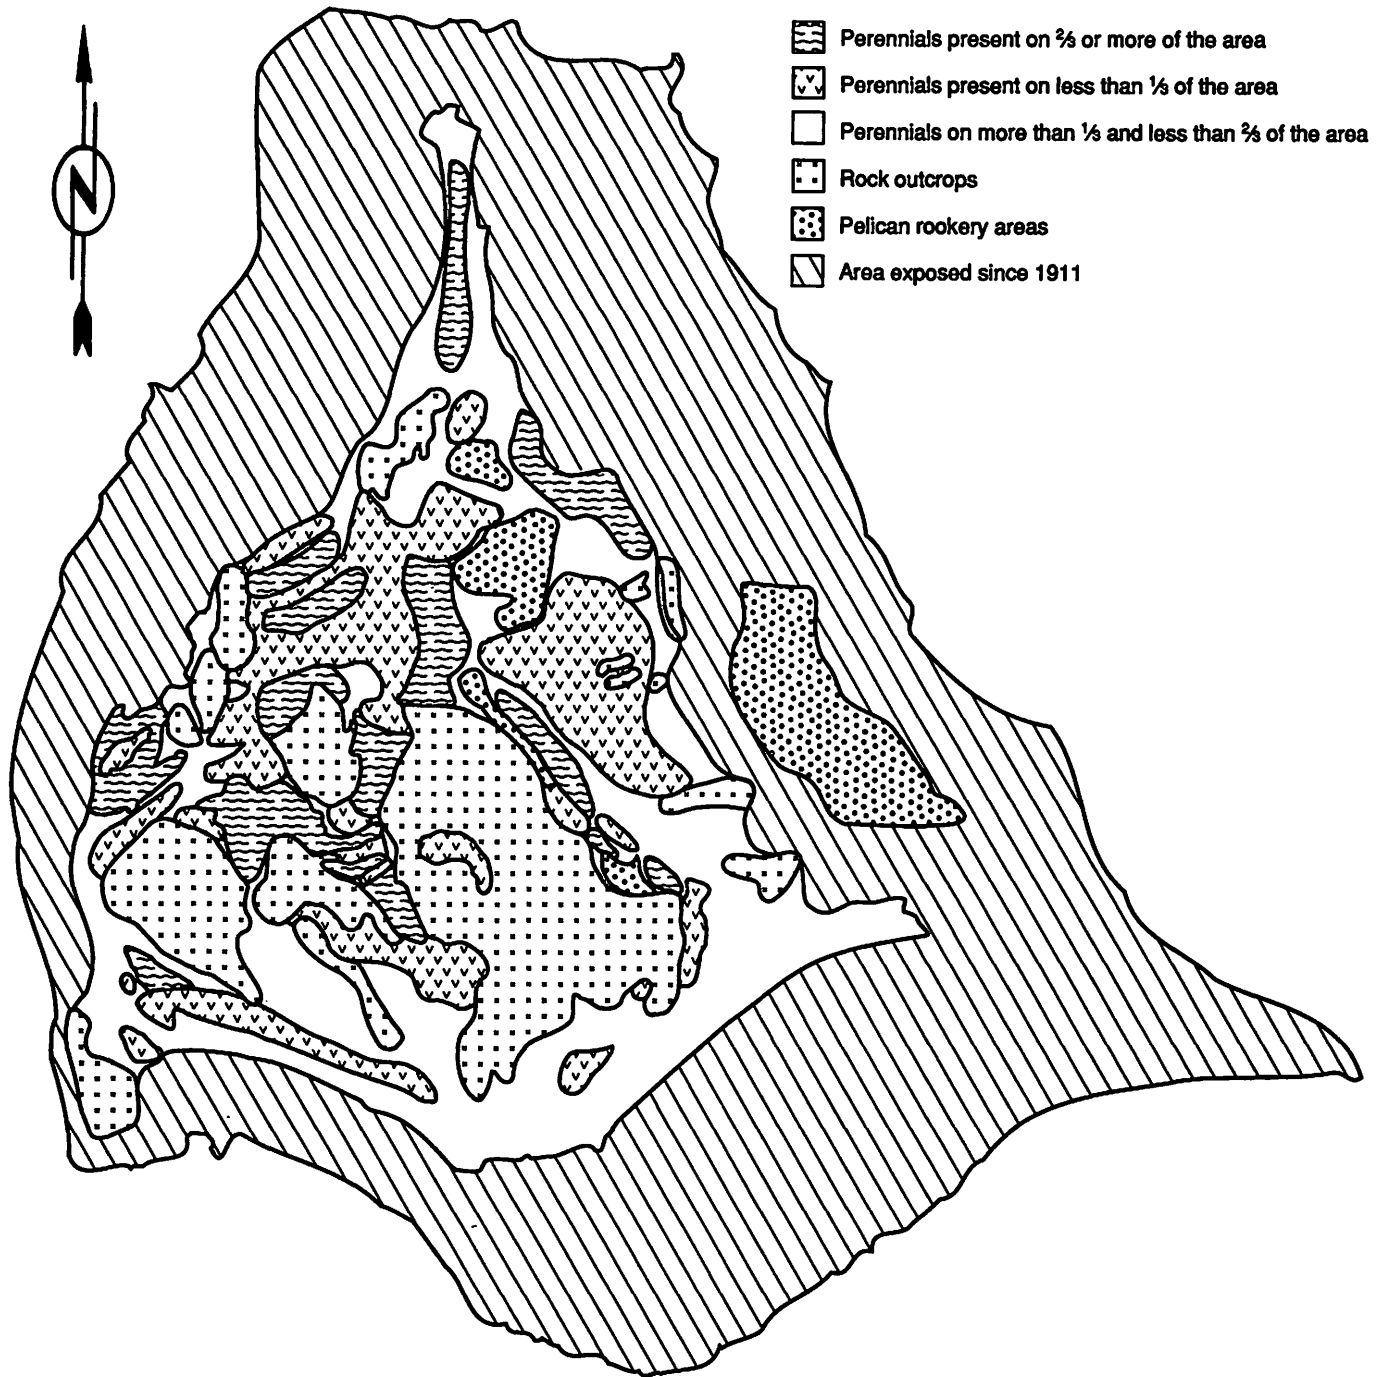 Perennials present on ⅔ or more of the area
Perennials present on less than ⅓ of the area
Perennials on more than ⅓ and less than ⅔ of the area
Rock outcrops
Pelican rookery areas
Area exposed since 1911
N